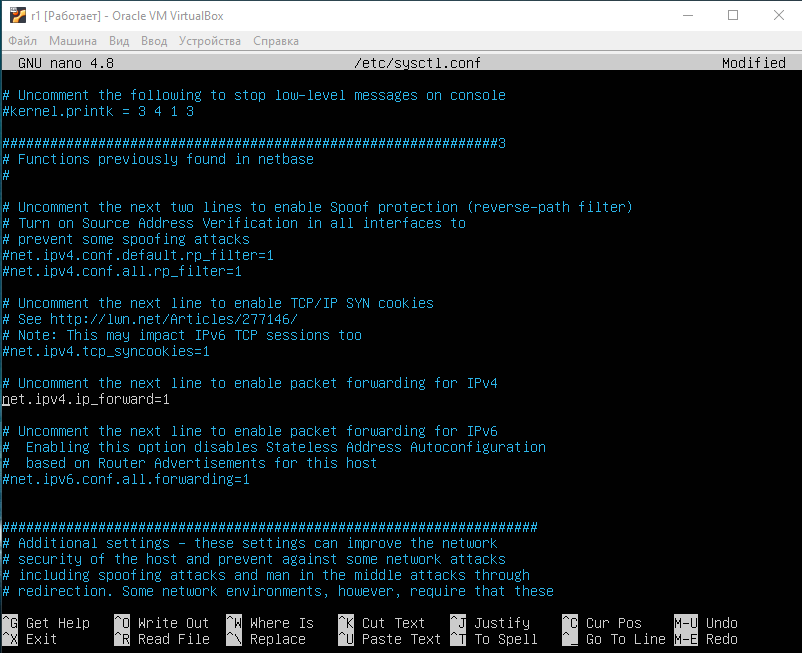 r1 [Работает] - Oracle VM VirtualBox
Файл Машина Вид Ввод Устройства Справка
GNU nano 4.8 /etc/sysctl.conf Modified
# Uncomment the following to stop low-level messages on console
#kernel.printk = 3 4 1 3
##############################################################3
# Functions previously found in netbase
#
# Uncomment the next two lines to enable Spoof protection (reverse-path filter)
# Turn on Source Address Verification in all interfaces to
# prevent some spoofing attacks
#net.ipv4.conf.default.rp_filter=1
#net.ipv4.conf.all.rp_filter=1
# Uncomment the next line to enable TCP/IP SYN cookies
# See http://lwn.net/Articles/277146/
# Note: This may impact IPv6 TCP sessions too
#net.ipv4.tcp_syncookies=1
# Uncomment the next line to enable packet forwarding for IPv4
net.ipv4.ip_forward=1
# Uncomment the next line to enable packet forwarding for IPv6
#  Enabling this option disables Stateless Address Autoconfiguration
#  based on Router Advertisements for this host
#net.ipv6.conf.all.forwarding=1
###################################################################
# Additional settings - these settings can improve the network
# security of the host and prevent against some network attacks
# including spoofing attacks and man in the middle attacks through
# redirection. Some network environments, however, require that these
^G Get Help ^O Write Out ^W Where Is ^K Cut Text ^J Justify ^C Cur Pos M-U Undo
^X Exit ^R Read File ^\ Replace ^U Paste Text ^T To Spell ^_ Go To Line M-E Redo